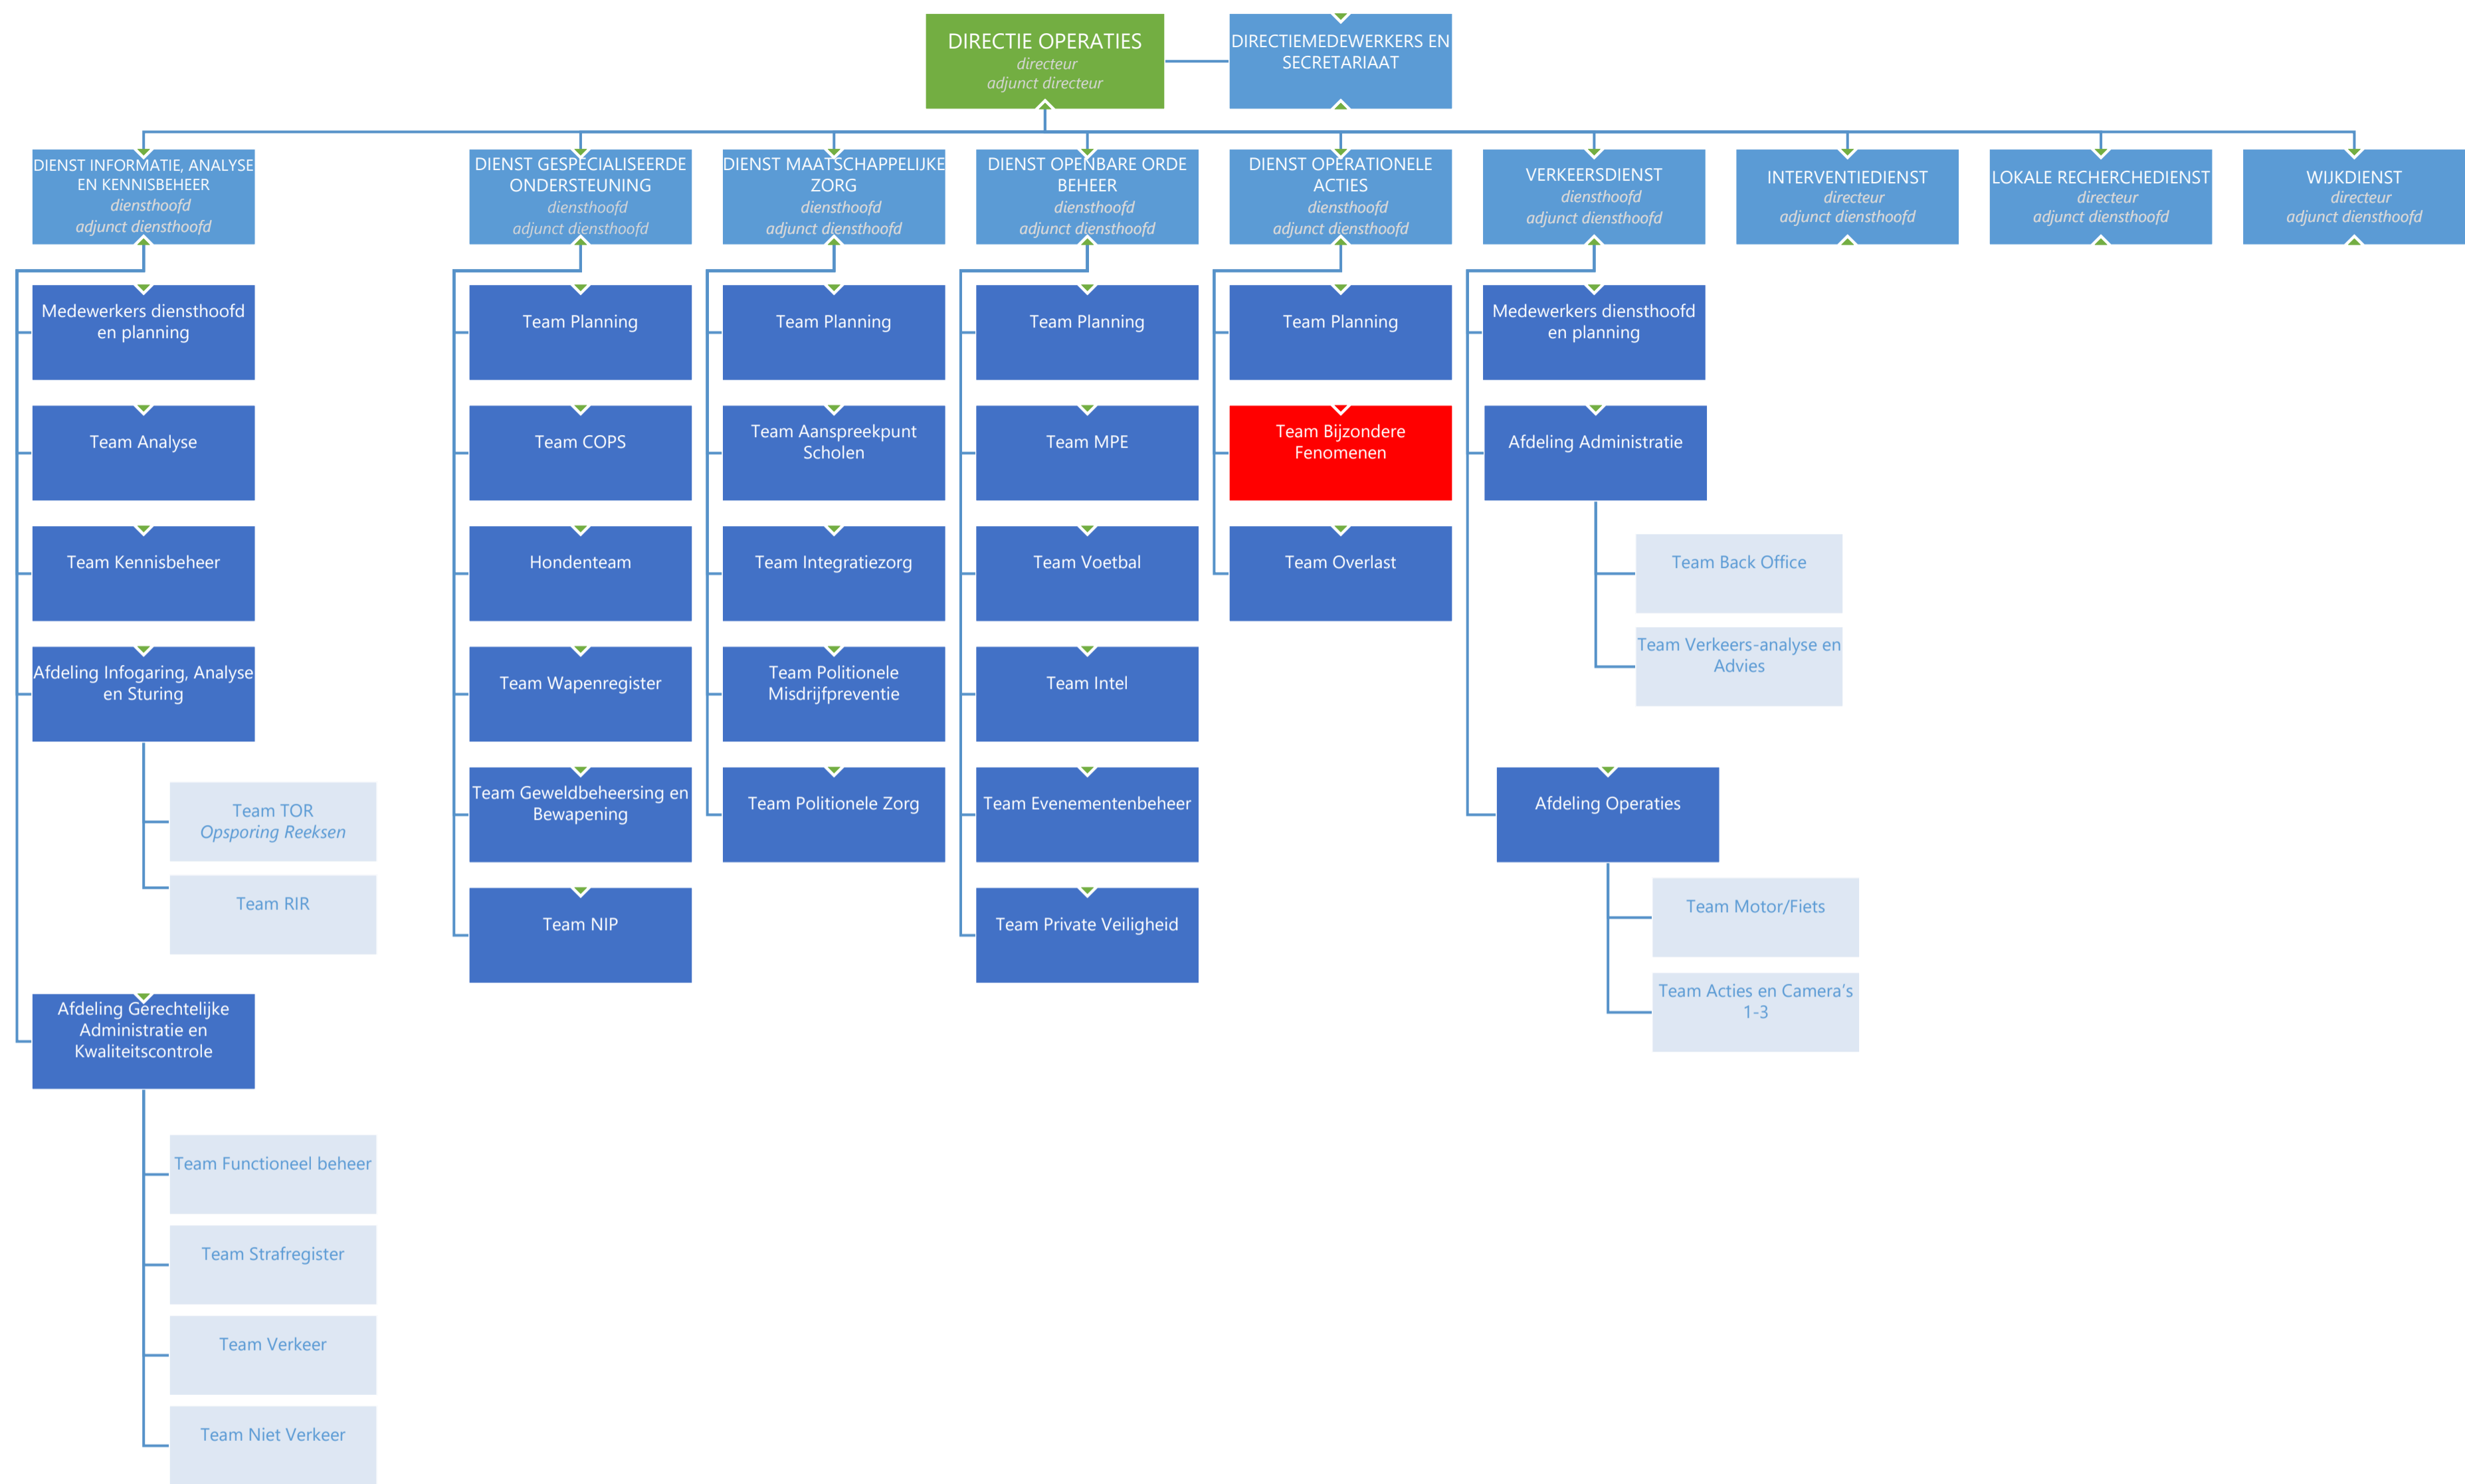 DIRECTIE OPERATIES
directeur
adjunct directeur
DIRECTIEMEDEWERKERS EN
SECRETARIAAT
DIENST INFORMATIE, ANALYSE
EN KENNISBEHEER
diensthoofd
adjunct diensthoofd
DIENST GESPECIALISEERDE
ONDERSTEUNING
diensthoofd
adjunct diensthoofd
DIENST MAATSCHAPPELIJKE
ZORG
diensthoofd
adjunct diensthoofd
DIENST OPENBARE ORDE
BEHEER
diensthoofd
adjunct diensthoofd
DIENST OPERATIONELE
ACTIES
diensthoofd
adjunct diensthoofd
VERKEERSDIENST
diensthoofd
adjunct diensthoofd
INTERVENTIEDIENST
directeur
adjunct diensthoofd
LOKALE RECHERCHEDIENST
directeur
adjunct diensthoofd
WIJKDIENST
directeur
adjunct diensthoofd
Medewerkers diensthoofd
en planning
Team Analyse
Team Kennisbeheer
Afdeling Infogaring, Analyse
en Sturing
Team TOR
Opsporing Reeksen
Team RIR
Afdeling Gerechtelijke
Administratie en
Kwaliteitscontrole
Team Functioneel beheer
Team Strafregister
Team Verkeer
Team Niet Verkeer
Team Planning
Team COPS
Hondenteam
Team Wapenregister
Team Geweldbeheersing en
Bewapening
Team NIP
Team Planning
Team Aanspreekpunt
Scholen
Team Integratiezorg
Team Politionele
Misdrijfpreventie
Team Politionele Zorg
Team Planning
Team MPE
Team Voetbal
Team Intel
Team Evenementenbeheer
Team Private Veiligheid
Team Planning
Team Bijzondere
Fenomenen
Team Overlast
Medewerkers diensthoofd
en planning
Afdeling Administratie
Team Back Office
Team Verkeers-analyse en
Advies
Afdeling Operaties
Team Motor/Fiets
Team Acties en Camera’s
1-3